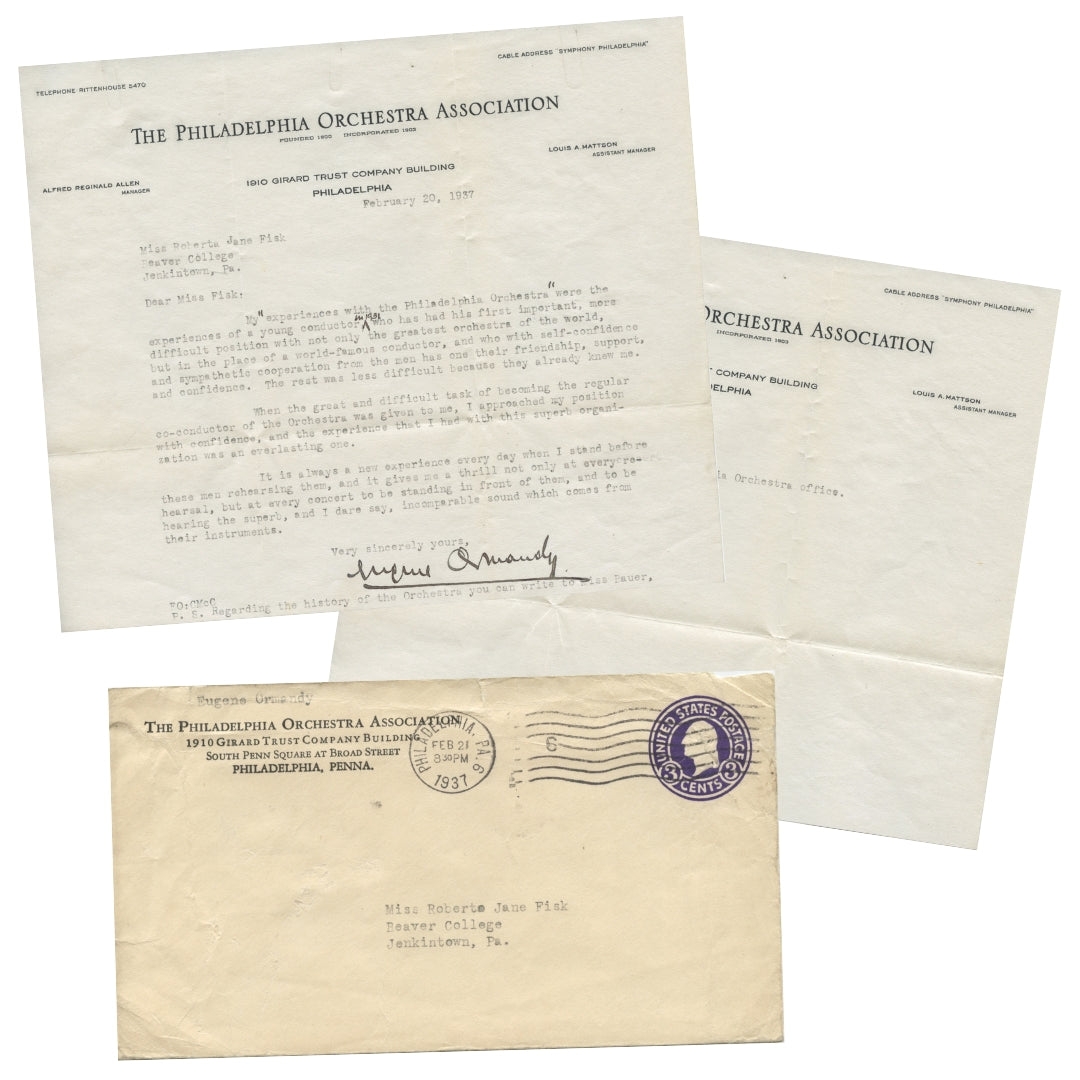 TELEPHONE RITTENHOUSE 5470
CABLE ADDRESS "SYMPHONY PHILADELPHIA"
THE PHILADELPHIA ORCHESTRA ASSOCIATION
FOUNDED 1900 INCORPORATED 1903
LOUIS A. MATTSON
ASSISTANT MANAGER
ALFRED REGINALD ALLEN
MANAGER
1910 GIRARD TRUST COMPANY BUILDING
PHILADELPHIA
February 20, 1937
Miss Roberta Jane Fisk
Beaver College
Jenkintown, Pa.
Dear Miss Fisk:
My "experiences with the Philadelphia Orchestra" were the
experiences of a young conductor in 1931 who has had his first important, more
difficult position with not only the greatest orchestra of the world,
but in the place of a world-famous conductor, and who with self-confidence
and sympathetic cooperation from the men has one their friendship, support,
and confidence. The rest was less difficult because they already knew me.
When the great and difficult task of becoming the regular
co-conductor of the Orchestra was given to me, I approached my position
with confidence, and the experience that I had with this superb organi-
zation was an everlasting one.
It is always a new experience every day when I stand before
these men rehearsing them, and it gives me a thrill not only at every re-
hearsal, but at every concert to be standing in front of them, and to be
hearing the superb, and I dare say, incomparable sound which comes from
their instruments.
Very sincerely yours,
Eugene Ormandy
EO:CMcC
P. S. Regarding the history of the Orchestra you can write to Miss Bauer,
CABLE ADDRESS "SYMPHONY PHILADELPHIA"
ORCHESTRA ASSOCIATION
INCORPORATED 1903
COMPANY BUILDING
ELPHIA
LOUIS A. MATTSON
ASSISTANT MANAGER
ia Orchestra office.
Eugene Ormandy
THE PHILADELPHIA ORCHESTRA ASSOCIATION
1910 GIRARD TRUST COMPANY BUILDING
SOUTH PENN SQUARE AT BROAD STREET
PHILADELPHIA, PENNA.
PHILADELPHIA, PA. 6
FEB 21
8 30 PM
1937
6
UNITED STATES POSTAGE
3 CENTS 3
Miss Roberta Jane Fisk
Beaver College
Jenkintown, Pa.